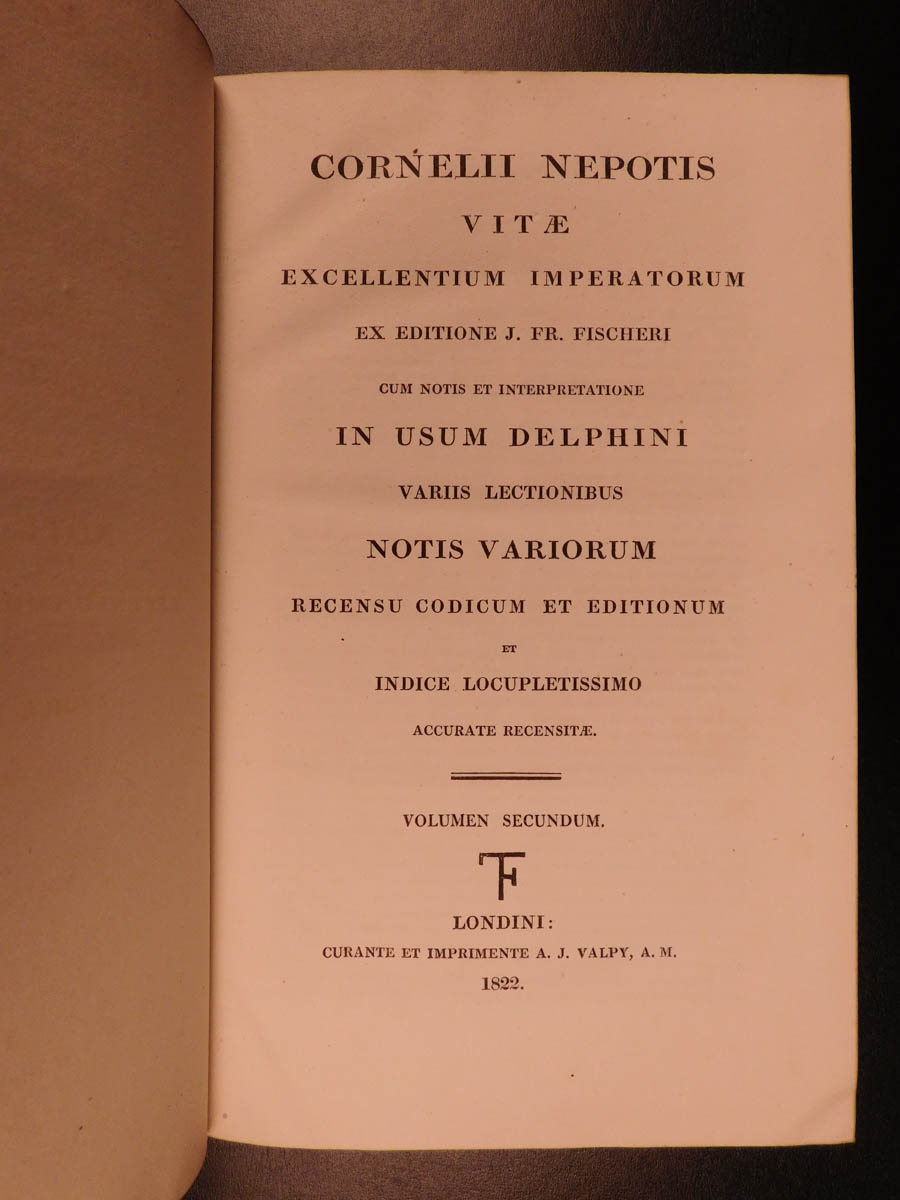 CORNELII NEPOTIS
VITÆ
EXCELLENTIUM IMPERATORUM
EX EDITIONE J. FR. FISCHERI
CUM NOTIS ET INTERPRETATIONE
IN USUM DELPHINI
VARIIS LECTIONIBUS
NOTIS VARIORUM
RECENSU CODICUM ET EDITIONUM
ET
INDICE LOCUPLETISSIMO
ACCURATE RECENSITÆ.
VOLUMEN SECUNDUM.
LONDINI:
CURANTE ET IMPRIMENTE A. J. VALPY, A. M.
1822.